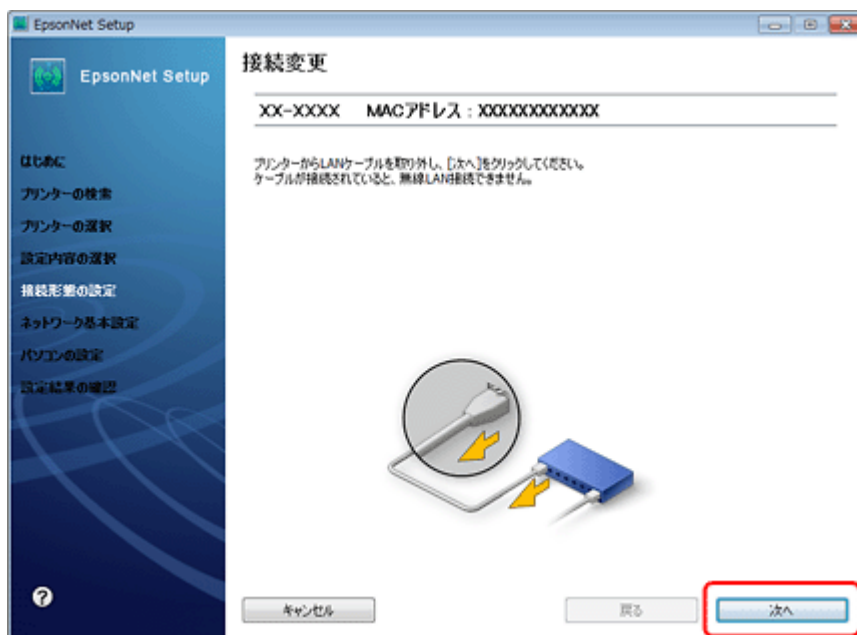 EpsonNet Setup
EpsonNet Setup
接続変更
XX-XXXX MACアドレス : XXXXXXXXXXXX
プリンターからLANケーブルを取り外し、[次へ]をクリックしてください。
ケーブルが接続されていると、無線LAN接続できません。
はじめに
プリンターの検索
プリンターの選択
設定内容の選択
接続形態の設定
ネットワーク基本設定
パソコンの設定
設定結果の確認
?
キャンセル
戻る
次へ